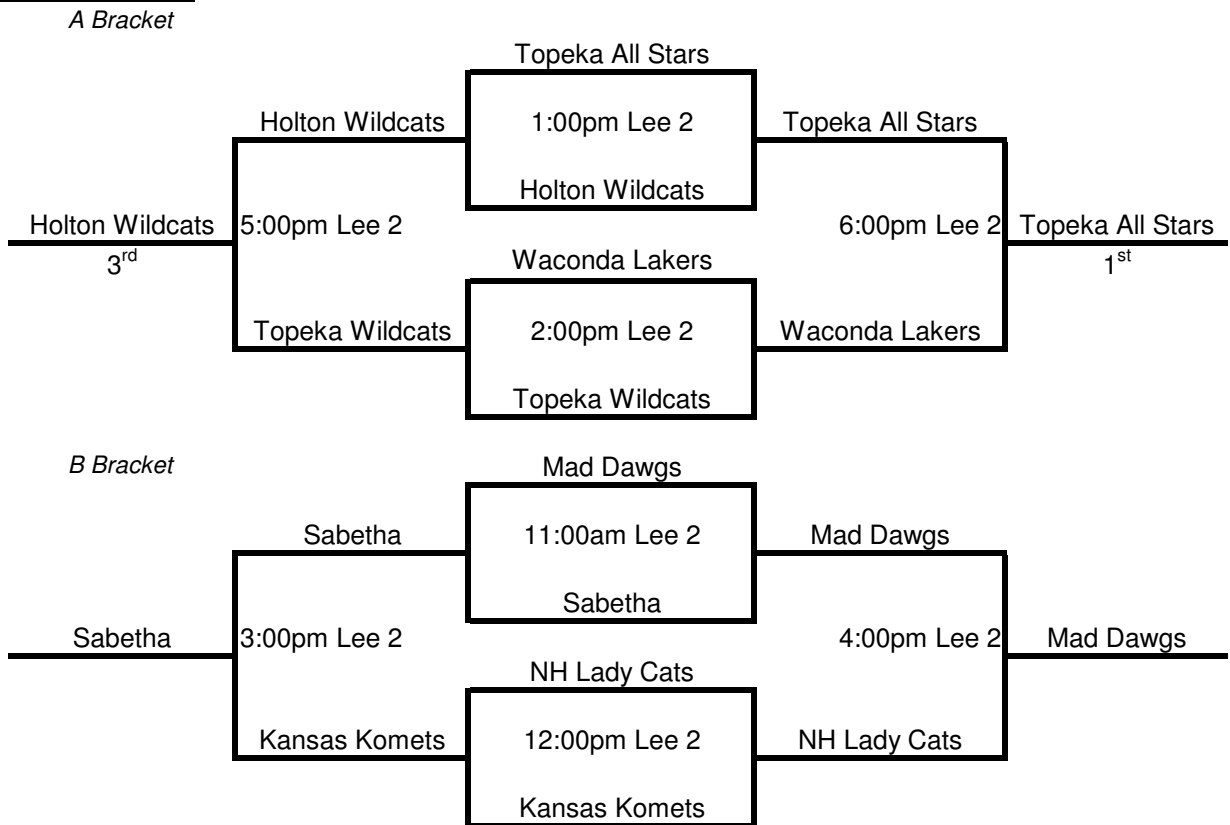 A Bracket
Topeka All Stars
Holton Wildcats 1:00pm Lee 2 Topeka All Stars
Holton Wildcats
Holton Wildcats 5:00pm Lee 2 6:00pm Lee 2 Topeka All Stars
3rd 1st
Waconda Lakers
Topeka Wildcats 2:00pm Lee 2 Waconda Lakers
Topeka Wildcats
B Bracket
Mad Dawgs
Sabetha 11:00am Lee 2 Mad Dawgs
Sabetha
Sabetha 3:00pm Lee 2 4:00pm Lee 2 Mad Dawgs
NH Lady Cats
Kansas Komets 12:00pm Lee 2 NH Lady Cats
Kansas Komets